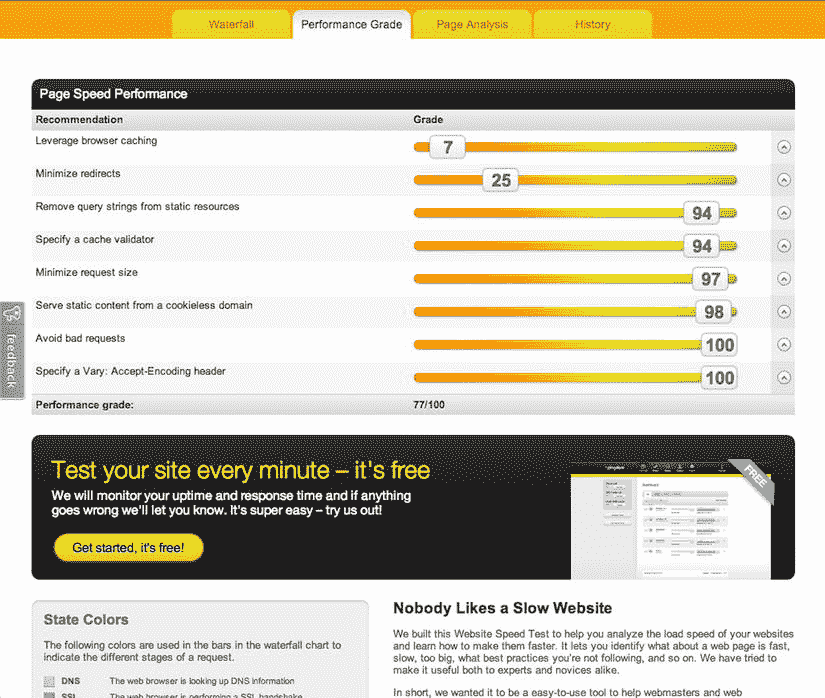 Waterfall
Performance Grade
Page Analysis
History
Page Speed Performance
Recommendation Grade
Leverage browser caching 7
Minimize redirects 25
Remove query strings from static resources 94
Specify a cache validator 94
Minimize request size 97
Serve static content from a cookieless domain 98
Avoid bad requests 100
Specify a Vary: Accept-Encoding header 100
Performance grade: 77/100
feedback
Test your site every minute – it's free
We will monitor your uptime and response time and if anything
goes wrong we'll let you know. It's super easy – try us out!
Get started, it's free!
FREE
State Colors
The following colors are used in the bars in the waterfall chart to
indicate the different stages of a request.
DNS The web browser is looking up DNS information
SSL The web browser is performing a SSL handshake
Nobody Likes a Slow Website
We built this Website Speed Test to help you analyze the load speed of your websites
and learn how to make them faster. It lets you identify what about a web page is fast,
slow, too big, what best practices you're not following, and so on. We have tried to
make it useful both to experts and novices alike.
In short, we wanted it to be a easy-to-use tool to help webmasters and web